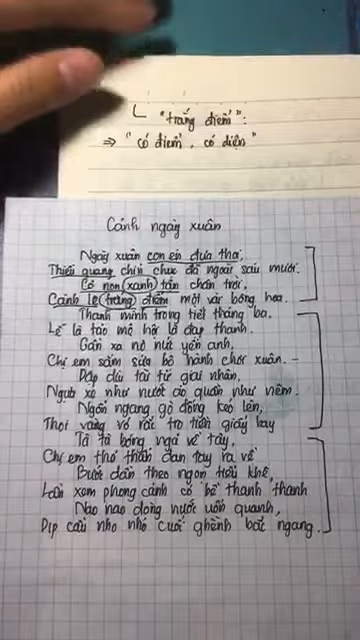 "trắng điểm":
⇒ "có điểm, có diện"
Cảnh ngày xuân
Ngày xuân con én đưa thoi,
Thiều quang chín chục đã ngoài sáu mươi.
Cỏ non (xanh) tận chân trời.
Cành lê (trắng) điểm một vài bông hoa.
Thanh minh trong tiết tháng ba.
Lễ là tảo mộ hội là đạp thanh.
Gần xa nô nức yến anh,
Chị em sắm sửa bộ hành chơi xuân.
Dập dìu tài tử giai nhân,
Ngựa xe như nước áo quần như nêm.
Ngổn ngang gò đống kéo lên,
Thoi vàng vó rắc tro tiền giấy bay
Tà tà bóng ngả về tây,
Chị em thơ thẩn dan tay ra về
Bước dần theo ngọn tiểu khê,
Lần xem phong cảnh có bề thanh thanh
Nao nao dòng nước uốn quanh,
Dịp cầu nho nhỏ cuối ghềnh bắc ngang.